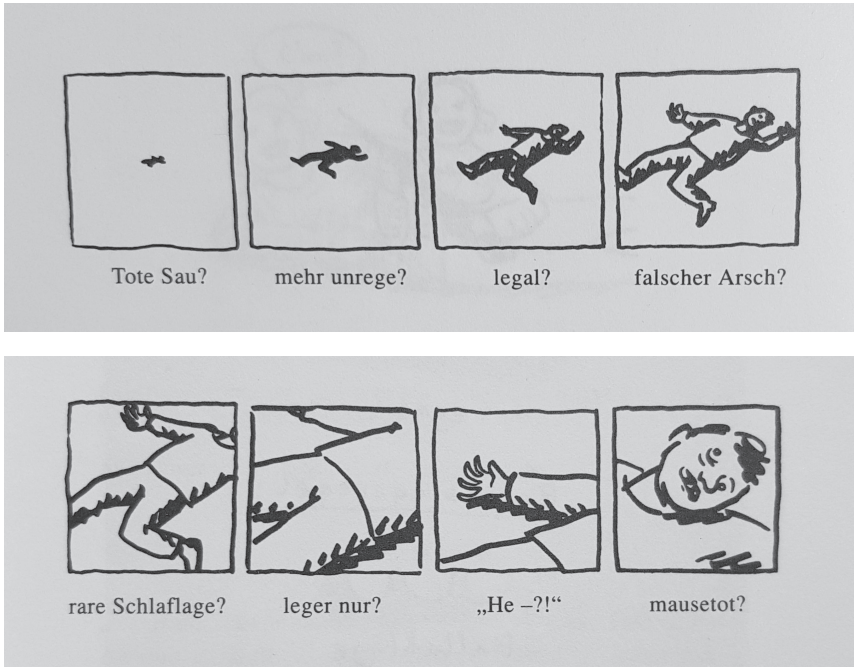 Tote Sau?
mehr unrege?
legal?
falscher Arsch?
rare Schlaflage?
leger nur?
„He –?!“
mausetot?